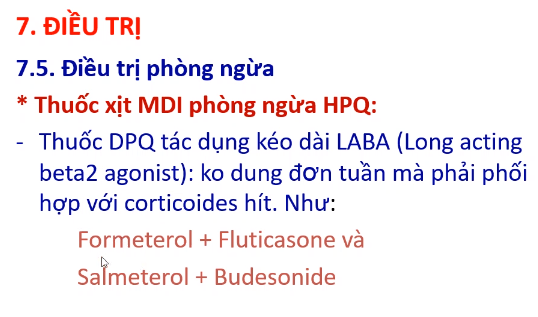 7. ĐIỀU TRỊ
7.5. Điều trị phòng ngừa
* Thuốc xịt MDI phòng ngừa HPQ:
- Thuốc DPQ tác dụng kéo dài LABA (Long acting
beta2 agonist): ko dung đơn tuần mà phải phối
hợp với corticoides hít. Như:
Formeterol + Fluticasone và
Salmeterol + Budesonide